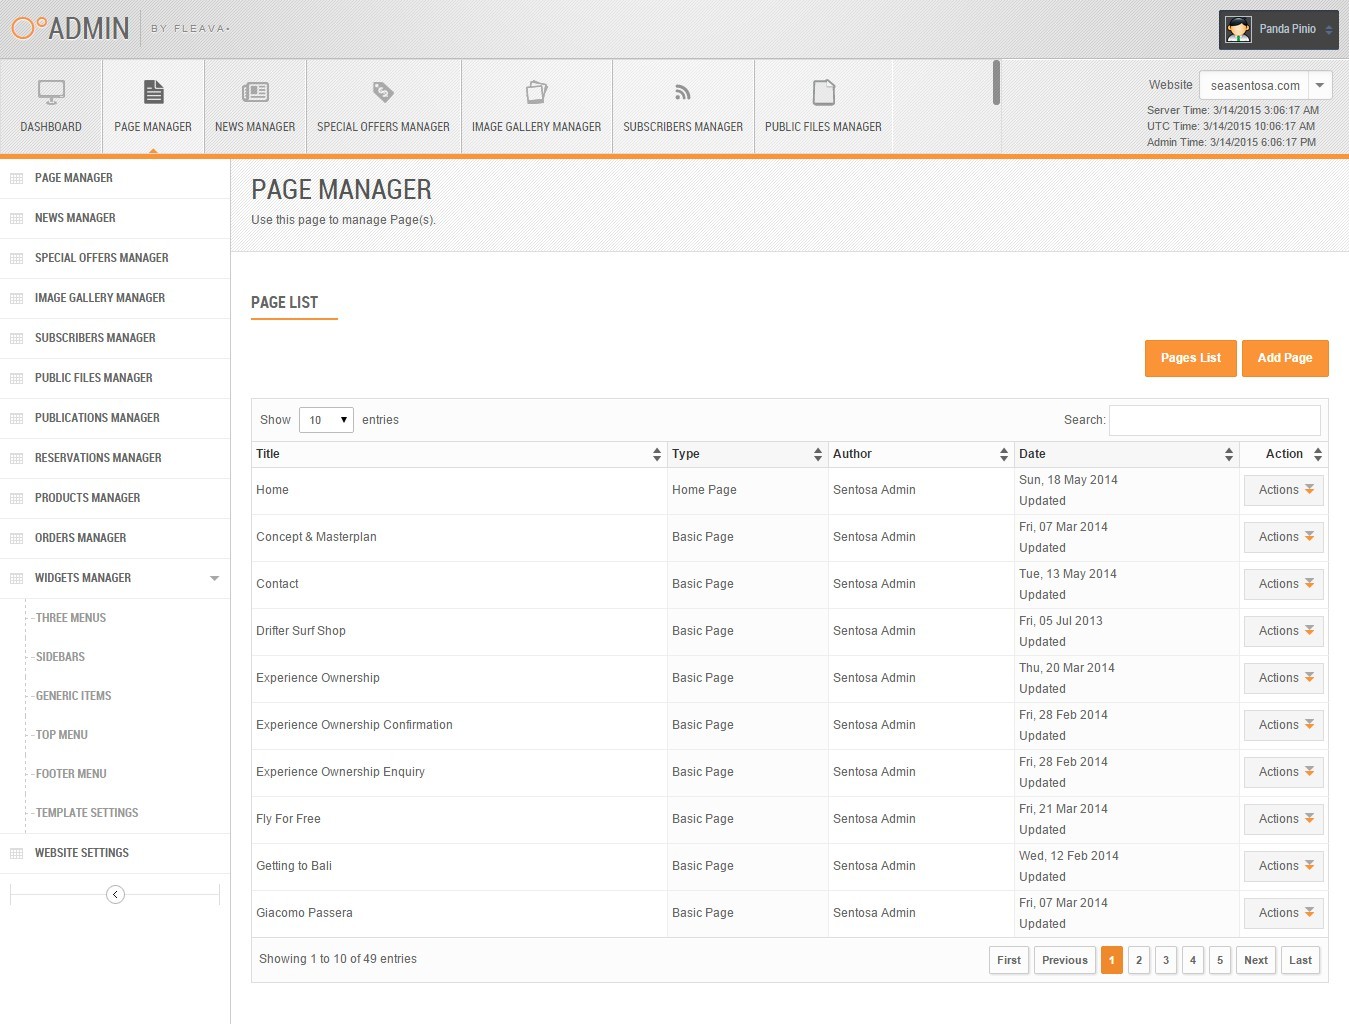 ADMIN BY FLEAVA
Panda Pinio
DASHBOARD PAGE MANAGER NEWS MANAGER SPECIAL OFFERS MANAGER IMAGE GALLERY MANAGER SUBSCRIBERS MANAGER PUBLIC FILES MANAGER
Website seasentosa.com
Server Time: 3/14/2015 3:06:17 AM
UTC Time: 3/14/2015 10:06:17 AM
Admin Time: 3/14/2015 6:06:17 PM
PAGE MANAGER
NEWS MANAGER
SPECIAL OFFERS MANAGER
IMAGE GALLERY MANAGER
SUBSCRIBERS MANAGER
PUBLIC FILES MANAGER
PUBLICATIONS MANAGER
RESERVATIONS MANAGER
PRODUCTS MANAGER
ORDERS MANAGER
WIDGETS MANAGER
THREE MENUS
SIDEBARS
GENERIC ITEMS
TOP MENU
FOOTER MENU
TEMPLATE SETTINGS
WEBSITE SETTINGS
PAGE MANAGER
Use this page to manage Page(s).
PAGE LIST
Pages List Add Page
Show 10 entries Search:
Title Type Author Date Action
Home Home Page Sentosa Admin Sun, 18 May 2014 Actions
Updated
Concept & Masterplan Basic Page Sentosa Admin Fri, 07 Mar 2014 Actions
Updated
Contact Basic Page Sentosa Admin Tue, 13 May 2014 Actions
Updated
Drifter Surf Shop Basic Page Sentosa Admin Fri, 05 Jul 2013 Actions
Updated
Experience Ownership Basic Page Sentosa Admin Thu, 20 Mar 2014 Actions
Updated
Experience Ownership Confirmation Basic Page Sentosa Admin Fri, 28 Feb 2014 Actions
Updated
Experience Ownership Enquiry Basic Page Sentosa Admin Fri, 28 Feb 2014 Actions
Updated
Fly For Free Basic Page Sentosa Admin Fri, 21 Mar 2014 Actions
Updated
Getting to Bali Basic Page Sentosa Admin Wed, 12 Feb 2014 Actions
Updated
Giacomo Passera Basic Page Sentosa Admin Fri, 07 Mar 2014 Actions
Updated
Showing 1 to 10 of 49 entries First Previous 1 2 3 4 5 Next Last